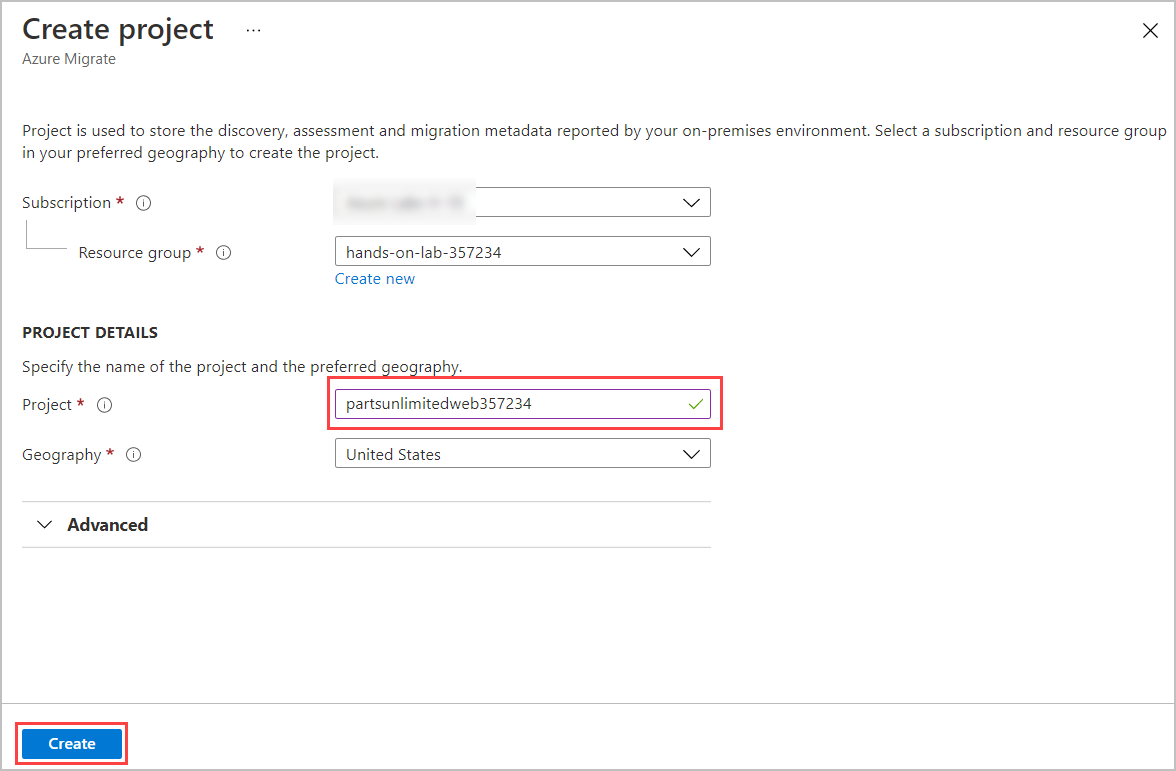 Create project ...
Azure Migrate
Project is used to store the discovery, assessment and migration metadata reported by your on-premises environment. Select a subscription and resource group
in your preferred geography to create the project.
Subscription *
Resource group * hands-on-lab-357234
Create new
PROJECT DETAILS
Specify the name of the project and the preferred geography.
Project * partsunlimitedweb357234
Geography * United States
Advanced
Create